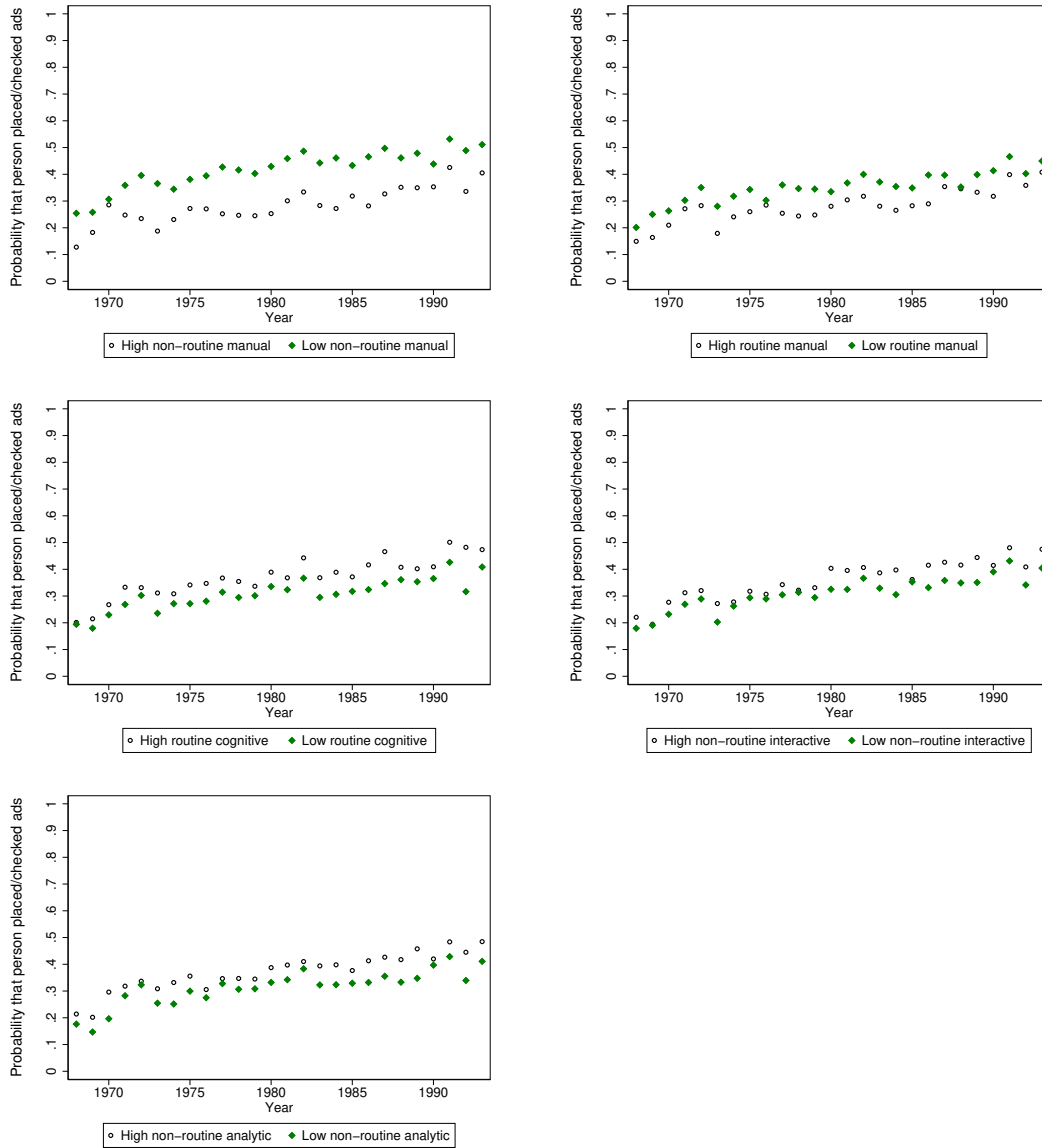 Probability that person placed/checked ads
0 .1 .2 .3 .4 .5 .6 .7 .8 .9 1
1970 1975 1980 1985 1990
Year
High non−routine manual Low non−routine manual
Probability that person placed/checked ads
0 .1 .2 .3 .4 .5 .6 .7 .8 .9 1
1970 1975 1980 1985 1990
Year
High routine manual Low routine manual
Probability that person placed/checked ads
0 .1 .2 .3 .4 .5 .6 .7 .8 .9 1
1970 1975 1980 1985 1990
Year
High routine cognitive Low routine cognitive
Probability that person placed/checked ads
0 .1 .2 .3 .4 .5 .6 .7 .8 .9 1
1970 1975 1980 1985 1990
Year
High non−routine interactive Low non−routine interactive
Probability that person placed/checked ads
0 .1 .2 .3 .4 .5 .6 .7 .8 .9 1
1970 1975 1980 1985 1990
Year
High non−routine analytic Low non−routine analytic